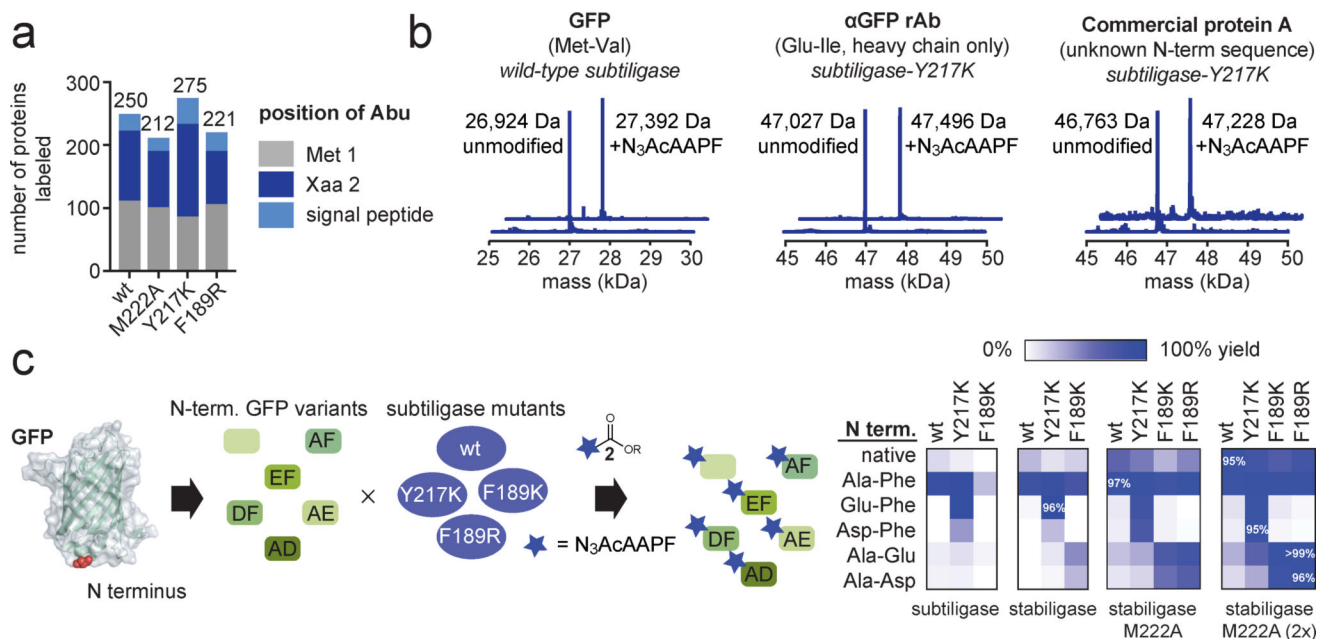 a
number of proteins
labeled
300
200
100
0
250
212
275
221
wt
M222A
Y217K
F189R
position of Abu
Met 1
Xaa 2
signal peptide
b
GFP
(Met-Val)
wild-type subtiligase
26,924 Da
unmodified
27,392 Da
+N₃AcAAPF
25 26 27 28 29 30
mass (kDa)
αGFP rAb
(Glu-Ile, heavy chain only)
subtiligase-Y217K
47,027 Da
unmodified
47,496 Da
+N₃AcAAPF
45 46 47 48 49 50
mass (kDa)
Commercial protein A
(unknown N-term sequence)
subtiligase-Y217K
46,763 Da
unmodified
47,228 Da
+N₃AcAAPF
45 46 47 48 49 50
mass (kDa)
c
GFP
N terminus
N-term. GFP variants
AF
EF
DF
AE
AD
×
subtiligase mutants
wt
Y217K
F189K
F189R
O
OR
2
= N₃AcAAPF
AF
EF
DF
AE
AD
0%
100% yield
N term.
wt
Y217K
F189K
wt
Y217K
F189K
wt
Y217K
F189K
F189R
wt
Y217K
F189K
F189R
native
95%
Ala-Phe
97%
Glu-Phe
96%
Asp-Phe
95%
Ala-Glu
>99%
Ala-Asp
96%
subtiligase
stabiligase
stabiligase
M222A
stabiligase
M222A (2x)